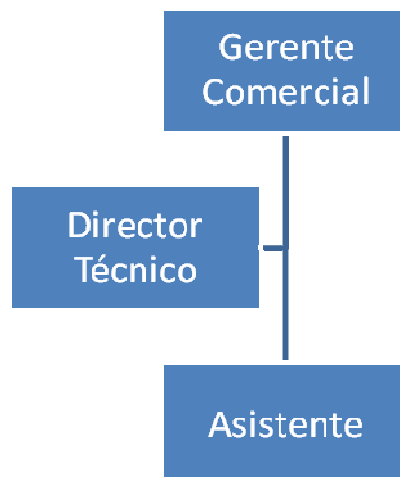 Gerente
Comercial
Director
Técnico
Asistente